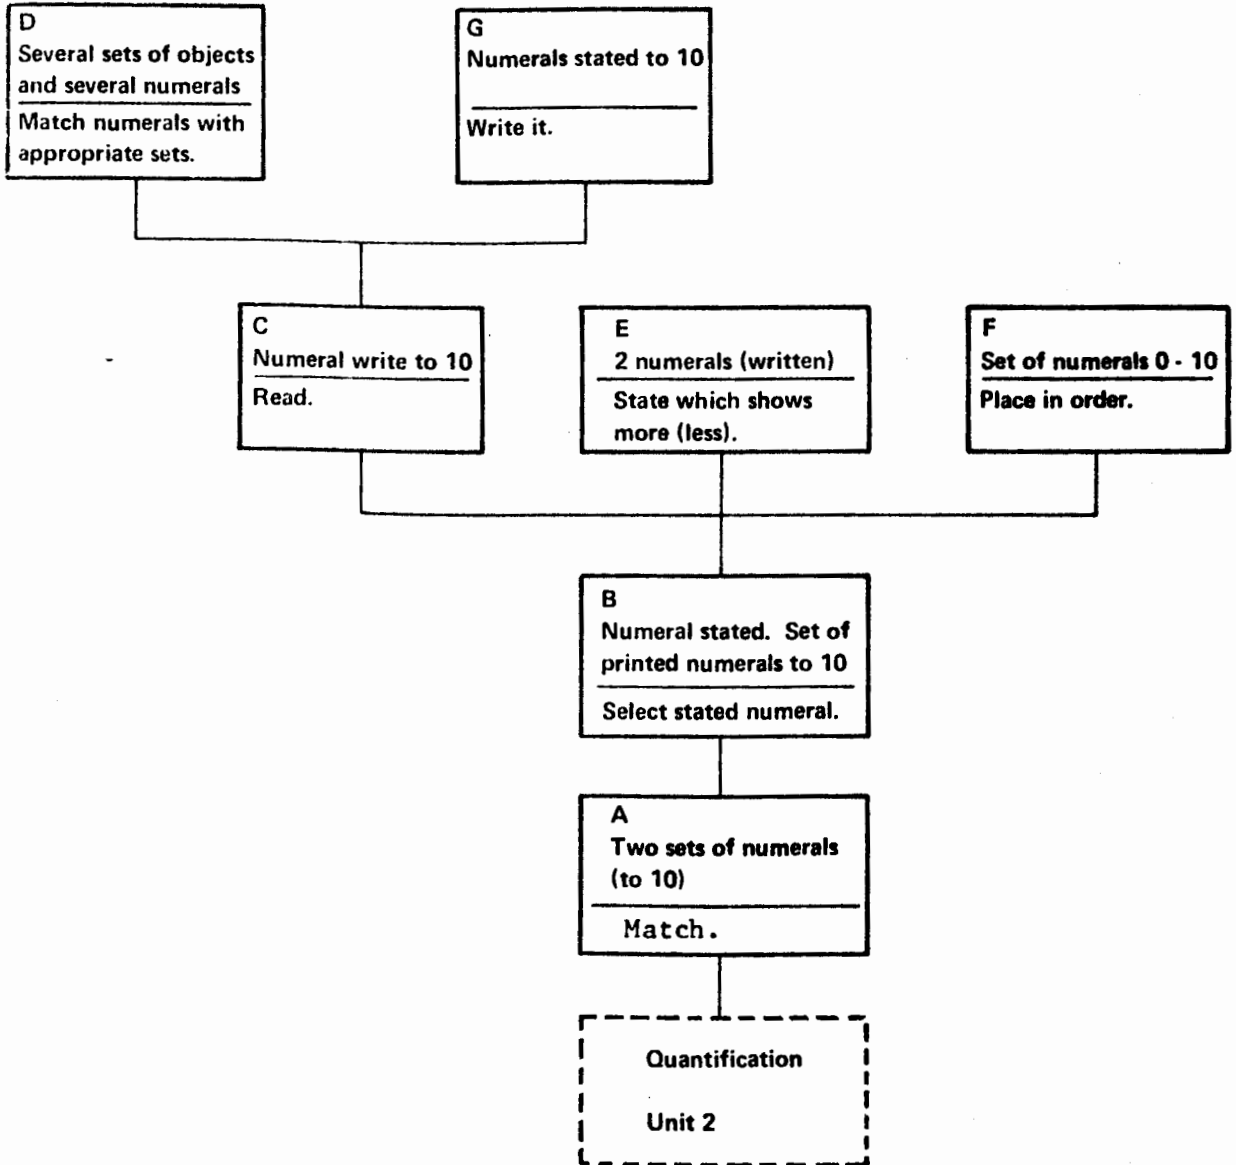 D
Several sets of objects
and several numerals
Match numerals with
appropriate sets.
G
Numerals stated to 10
Write it.
C
Numeral write to 10
Read.
E
2 numerals (written)
State which shows
more (less).
F
Set of numerals 0 - 10
Place in order.
B
Numeral stated. Set of
printed numerals to 10
Select stated numeral.
A
Two sets of numerals
(to 10)
Match.
Quantification
Unit 2